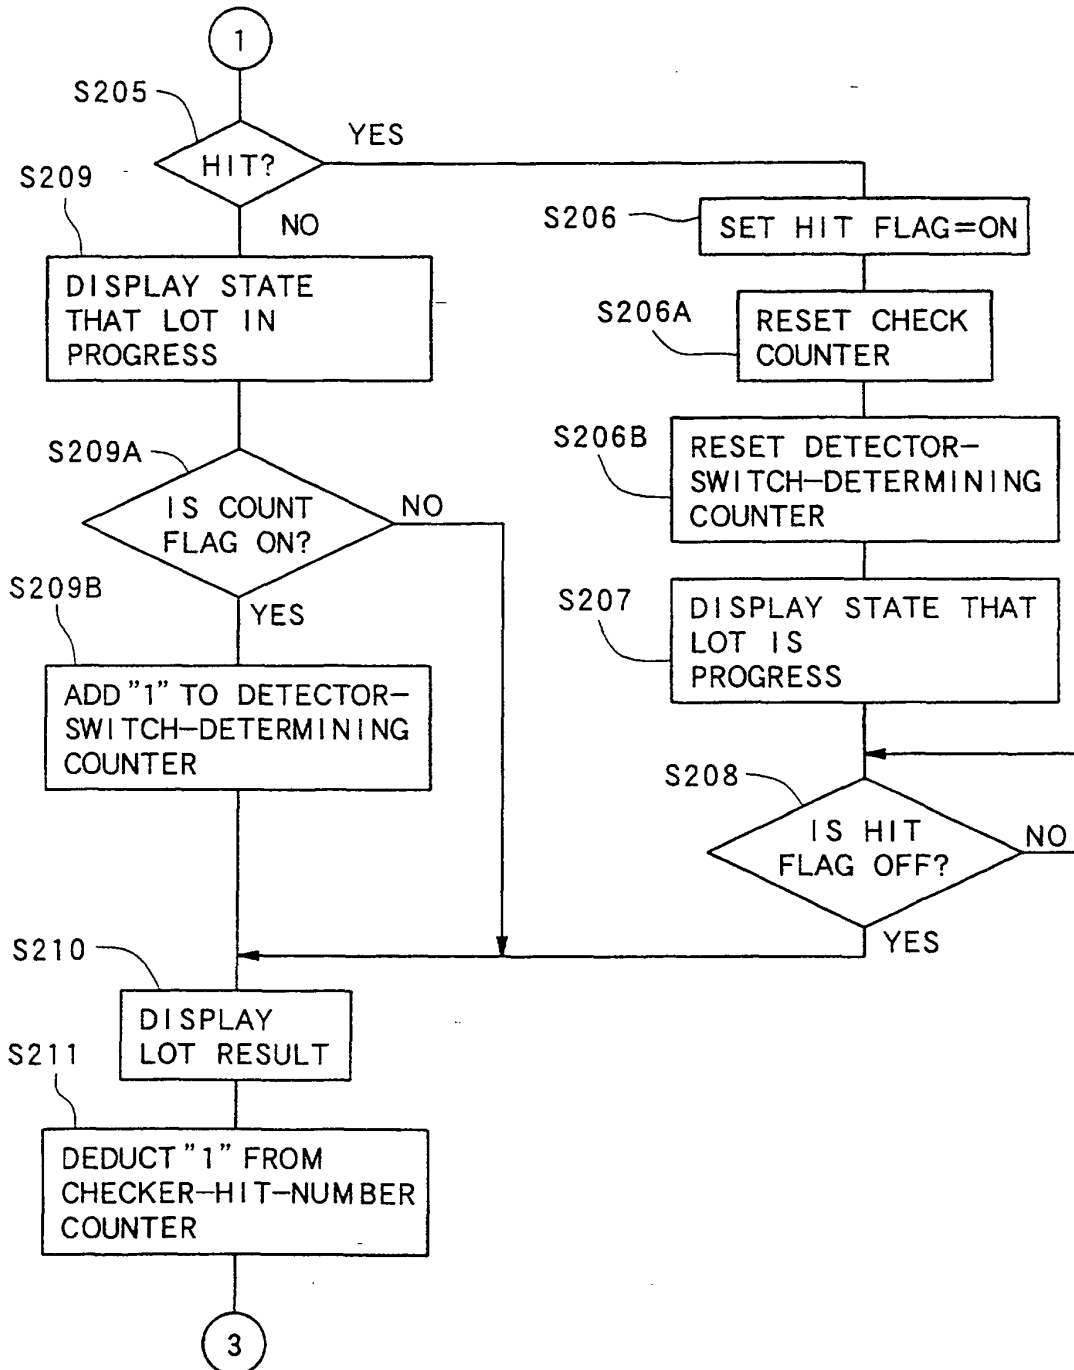 1
S205
YES
HIT?
S209
NO
DISPLAY STATE
THAT LOT IN
PROGRESS
S209A
IS COUNT
FLAG ON?
NO
S209B
YES
ADD "1" TO DETECTOR-
SWITCH-DETERMINING
COUNTER
S206
SET HIT FLAG=ON
S206A
RESET CHECK
COUNTER
S206B
RESET DETECTOR-
SWITCH-DETERMINING
COUNTER
S207
DISPLAY STATE THAT
LOT IS
PROGRESS
S208
IS HIT
FLAG OFF?
NO
YES
S210
DISPLAY
LOT RESULT
S211
DEDUCT "1" FROM
CHECKER-HIT-NUMBER
COUNTER
3